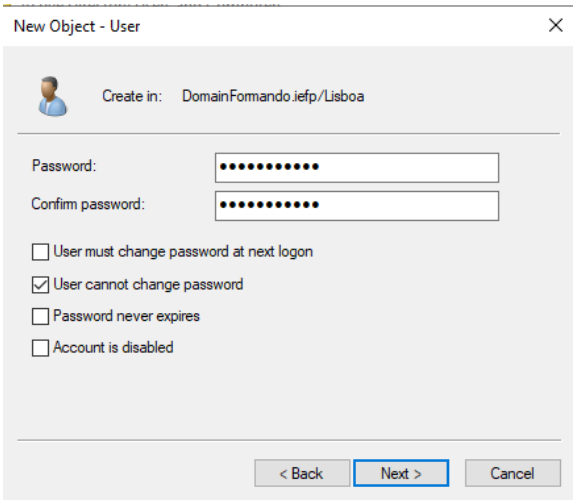 New Object - User
Create in: DomainFormando.iefp/Lisboa
Password: •••••••••••
Confirm password: •••••••••••
User must change password at next logon
User cannot change password
Password never expires
Account is disabled
< Back Next > Cancel